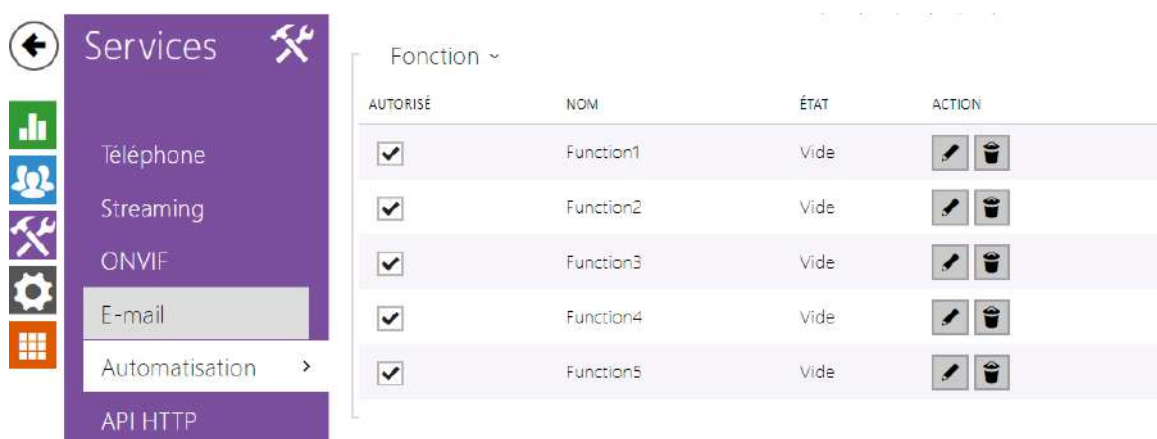 Services
Téléphone
Streaming
ONVIF
E-mail
Automatisation
API HTTP
Fonction
AUTORISÉ NOM ÉTAT ACTION
Function1 Vide
Function2 Vide
Function3 Vide
Function4 Vide
Function5 Vide